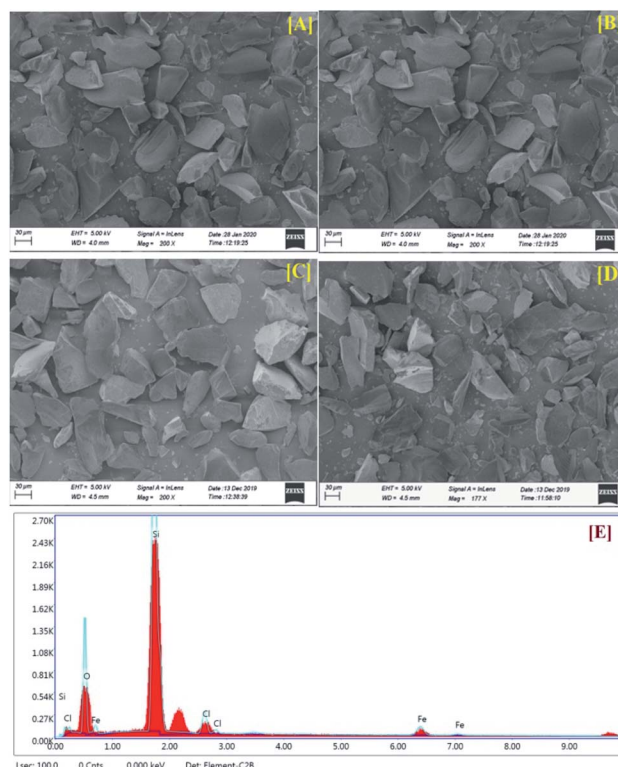 [A]
[B]
30 µm
EHT = 5.00 kV
Signal A = InLens
Date :28 Jan 2020
WD = 4.0 mm
Mag = 200 X
Time :12:19:25
ZEISS
30 µm
EHT = 5.00 kV
Signal A = InLens
Date :28 Jan 2020
WD = 4.0 mm
Mag = 200 X
Time :12:19:25
ZEISS
[C]
[D]
30 µm
EHT = 5.00 kV
Signal A = InLens
Date :13 Dec 2019
WD = 4.5 mm
Mag = 200 X
Time :12:38:39
ZEISS
30 µm
EHT = 5.00 kV
Signal A = InLens
Date :13 Dec 2019
WD = 4.5 mm
Mag = 177 X
Time :11:58:10
ZEISS
[E]
2.70K
2.43K
2.16K
1.89K
1.62K
1.35K
1.08K
0.81K
0.54K
0.27K
0.00K
Si
O
Si
Cl
Fe
Cl
Cl
Fe
Fe
0.00
1.00
2.00
3.00
4.00
5.00
6.00
7.00
8.00
9.00
Lsec: 100.0
0 Cnts
0.000 keV
Det: Element-C2B